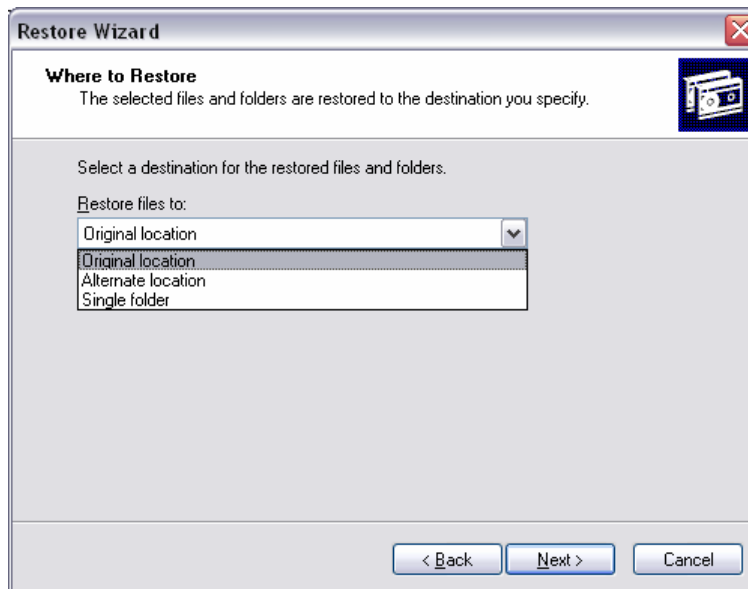 Restore Wizard
Where to Restore
The selected files and folders are restored to the destination you specify.
Select a destination for the restored files and folders.
Restore files to:
Original location
Original location
Alternate location
Single folder
< Back Next > Cancel